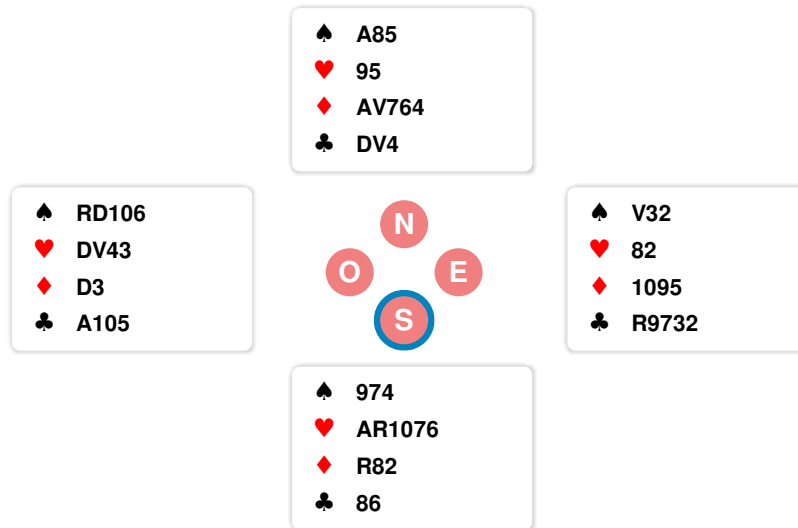 ♠ A85
♥ 95
♦ AV764
♣ DV4
♠ RD106
♥ DV43
♦ D3
♣ A105
N
O E
S
♠ V32
♥ 82
♦ 1095
♣ R9732
♠ 974
♥ AR1076
♦ R82
♣ 86